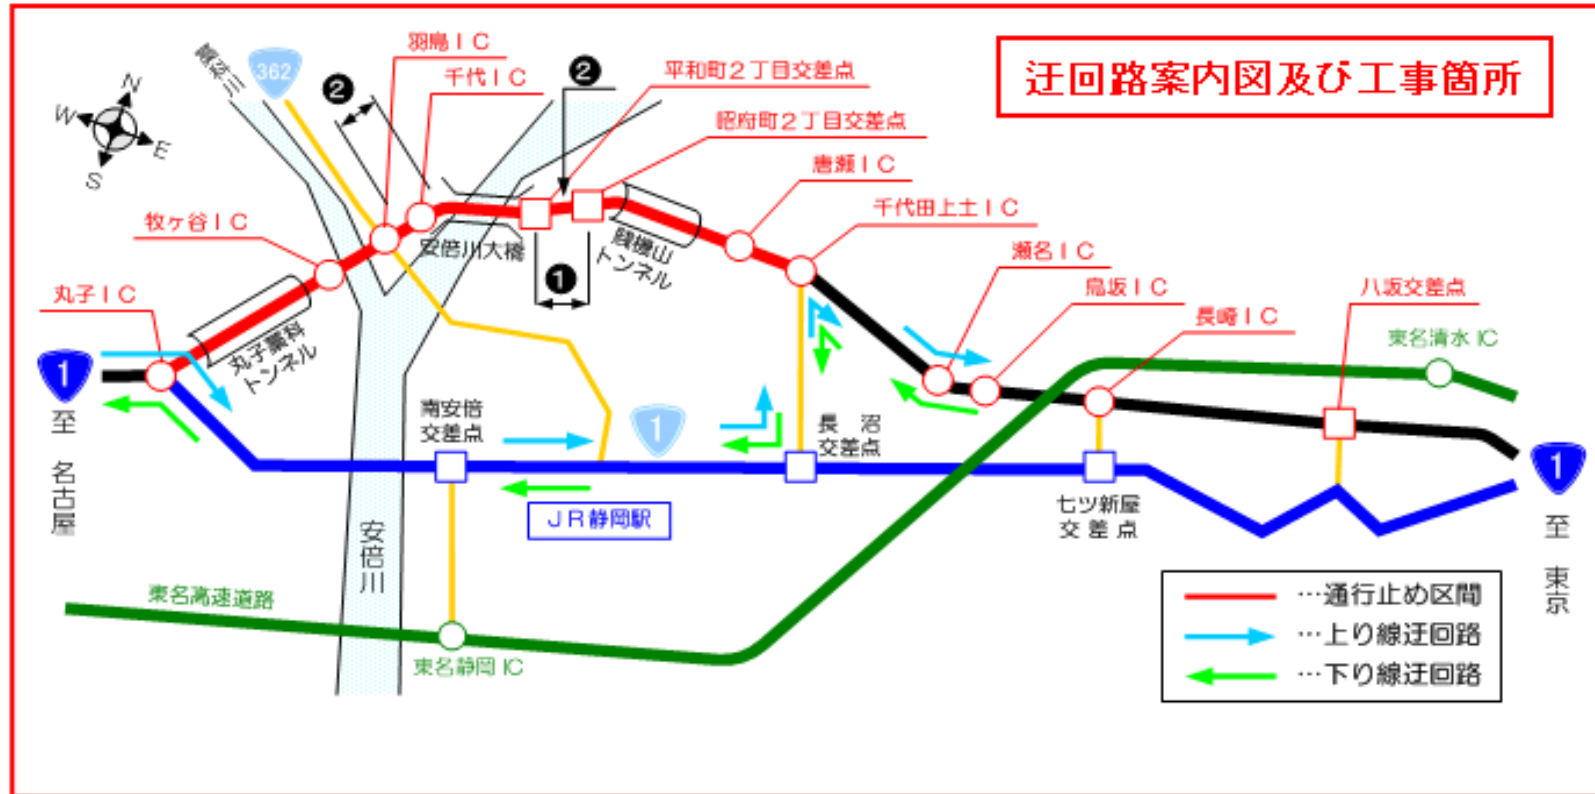 迂回路案内図及び工事箇所
羽鳥IC
千代IC
362
❷
❷
平和町2丁目交差点
昭府町2丁目交差点
唐瀬IC
千代田上土IC
瀬名IC
鳥坂IC
長崎IC
八坂交差点
東名清水IC
N
W
E
S
牧ヶ谷IC
丸子IC
安倍川大橋
❶
賤機山
トンネル
丸子藁科
トンネル
1
至
名古屋
南安倍
交差点
1
長沼
交差点
JR静岡駅
七ツ新屋
交差点
1
至
東京
安倍川
東名高速道路
東名静岡IC
…通行止め区間
…上り線迂回路
…下り線迂回路